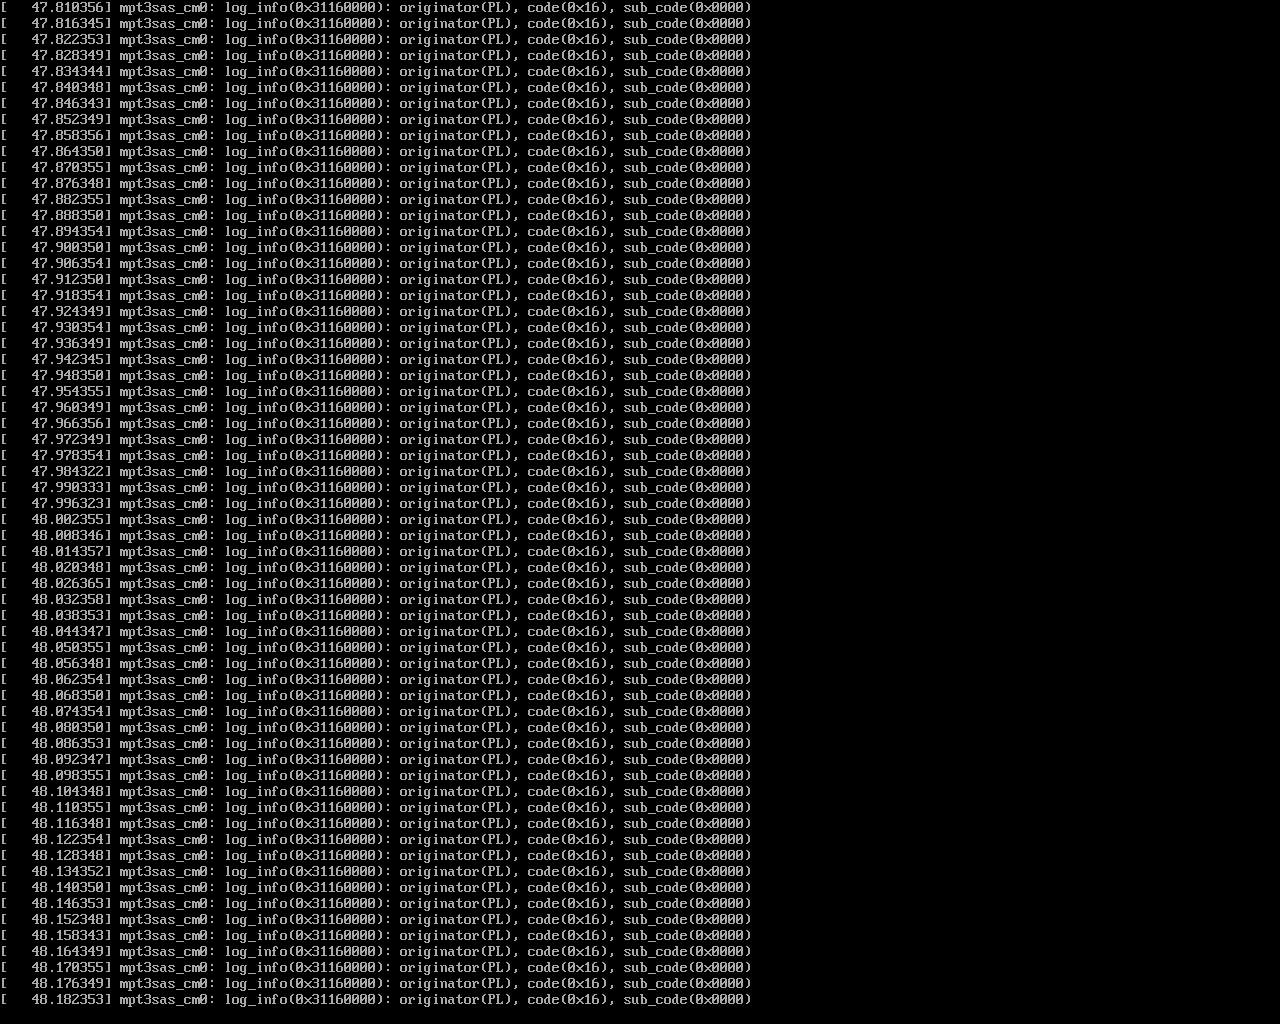 [   47.810356] mpt3sas_cm0: log_info(0x31160000): originator(PL), code(0x16), sub_code(0x0000)
[   47.816345] mpt3sas_cm0: log_info(0x31160000): originator(PL), code(0x16), sub_code(0x0000)
[   47.822353] mpt3sas_cm0: log_info(0x31160000): originator(PL), code(0x16), sub_code(0x0000)
[   47.828349] mpt3sas_cm0: log_info(0x31160000): originator(PL), code(0x16), sub_code(0x0000)
[   47.834344] mpt3sas_cm0: log_info(0x31160000): originator(PL), code(0x16), sub_code(0x0000)
[   47.840348] mpt3sas_cm0: log_info(0x31160000): originator(PL), code(0x16), sub_code(0x0000)
[   47.846343] mpt3sas_cm0: log_info(0x31160000): originator(PL), code(0x16), sub_code(0x0000)
[   47.852349] mpt3sas_cm0: log_info(0x31160000): originator(PL), code(0x16), sub_code(0x0000)
[   47.858356] mpt3sas_cm0: log_info(0x31160000): originator(PL), code(0x16), sub_code(0x0000)
[   47.864350] mpt3sas_cm0: log_info(0x31160000): originator(PL), code(0x16), sub_code(0x0000)
[   47.870355] mpt3sas_cm0: log_info(0x31160000): originator(PL), code(0x16), sub_code(0x0000)
[   47.876348] mpt3sas_cm0: log_info(0x31160000): originator(PL), code(0x16), sub_code(0x0000)
[   47.882355] mpt3sas_cm0: log_info(0x31160000): originator(PL), code(0x16), sub_code(0x0000)
[   47.888350] mpt3sas_cm0: log_info(0x31160000): originator(PL), code(0x16), sub_code(0x0000)
[   47.894354] mpt3sas_cm0: log_info(0x31160000): originator(PL), code(0x16), sub_code(0x0000)
[   47.900350] mpt3sas_cm0: log_info(0x31160000): originator(PL), code(0x16), sub_code(0x0000)
[   47.906354] mpt3sas_cm0: log_info(0x31160000): originator(PL), code(0x16), sub_code(0x0000)
[   47.912350] mpt3sas_cm0: log_info(0x31160000): originator(PL), code(0x16), sub_code(0x0000)
[   47.918354] mpt3sas_cm0: log_info(0x31160000): originator(PL), code(0x16), sub_code(0x0000)
[   47.924349] mpt3sas_cm0: log_info(0x31160000): originator(PL), code(0x16), sub_code(0x0000)
[   47.930354] mpt3sas_cm0: log_info(0x31160000): originator(PL), code(0x16), sub_code(0x0000)
[   47.936349] mpt3sas_cm0: log_info(0x31160000): originator(PL), code(0x16), sub_code(0x0000)
[   47.942345] mpt3sas_cm0: log_info(0x31160000): originator(PL), code(0x16), sub_code(0x0000)
[   47.948350] mpt3sas_cm0: log_info(0x31160000): originator(PL), code(0x16), sub_code(0x0000)
[   47.954355] mpt3sas_cm0: log_info(0x31160000): originator(PL), code(0x16), sub_code(0x0000)
[   47.960349] mpt3sas_cm0: log_info(0x31160000): originator(PL), code(0x16), sub_code(0x0000)
[   47.966356] mpt3sas_cm0: log_info(0x31160000): originator(PL), code(0x16), sub_code(0x0000)
[   47.972349] mpt3sas_cm0: log_info(0x31160000): originator(PL), code(0x16), sub_code(0x0000)
[   47.978354] mpt3sas_cm0: log_info(0x31160000): originator(PL), code(0x16), sub_code(0x0000)
[   47.984322] mpt3sas_cm0: log_info(0x31160000): originator(PL), code(0x16), sub_code(0x0000)
[   47.990333] mpt3sas_cm0: log_info(0x31160000): originator(PL), code(0x16), sub_code(0x0000)
[   47.996323] mpt3sas_cm0: log_info(0x31160000): originator(PL), code(0x16), sub_code(0x0000)
[   48.002355] mpt3sas_cm0: log_info(0x31160000): originator(PL), code(0x16), sub_code(0x0000)
[   48.008346] mpt3sas_cm0: log_info(0x31160000): originator(PL), code(0x16), sub_code(0x0000)
[   48.014357] mpt3sas_cm0: log_info(0x31160000): originator(PL), code(0x16), sub_code(0x0000)
[   48.020348] mpt3sas_cm0: log_info(0x31160000): originator(PL), code(0x16), sub_code(0x0000)
[   48.026365] mpt3sas_cm0: log_info(0x31160000): originator(PL), code(0x16), sub_code(0x0000)
[   48.032358] mpt3sas_cm0: log_info(0x31160000): originator(PL), code(0x16), sub_code(0x0000)
[   48.038353] mpt3sas_cm0: log_info(0x31160000): originator(PL), code(0x16), sub_code(0x0000)
[   48.044347] mpt3sas_cm0: log_info(0x31160000): originator(PL), code(0x16), sub_code(0x0000)
[   48.050355] mpt3sas_cm0: log_info(0x31160000): originator(PL), code(0x16), sub_code(0x0000)
[   48.056348] mpt3sas_cm0: log_info(0x31160000): originator(PL), code(0x16), sub_code(0x0000)
[   48.062354] mpt3sas_cm0: log_info(0x31160000): originator(PL), code(0x16), sub_code(0x0000)
[   48.068350] mpt3sas_cm0: log_info(0x31160000): originator(PL), code(0x16), sub_code(0x0000)
[   48.074354] mpt3sas_cm0: log_info(0x31160000): originator(PL), code(0x16), sub_code(0x0000)
[   48.080350] mpt3sas_cm0: log_info(0x31160000): originator(PL), code(0x16), sub_code(0x0000)
[   48.086353] mpt3sas_cm0: log_info(0x31160000): originator(PL), code(0x16), sub_code(0x0000)
[   48.092347] mpt3sas_cm0: log_info(0x31160000): originator(PL), code(0x16), sub_code(0x0000)
[   48.098355] mpt3sas_cm0: log_info(0x31160000): originator(PL), code(0x16), sub_code(0x0000)
[   48.104348] mpt3sas_cm0: log_info(0x31160000): originator(PL), code(0x16), sub_code(0x0000)
[   48.110355] mpt3sas_cm0: log_info(0x31160000): originator(PL), code(0x16), sub_code(0x0000)
[   48.116348] mpt3sas_cm0: log_info(0x31160000): originator(PL), code(0x16), sub_code(0x0000)
[   48.122354] mpt3sas_cm0: log_info(0x31160000): originator(PL), code(0x16), sub_code(0x0000)
[   48.128348] mpt3sas_cm0: log_info(0x31160000): originator(PL), code(0x16), sub_code(0x0000)
[   48.134352] mpt3sas_cm0: log_info(0x31160000): originator(PL), code(0x16), sub_code(0x0000)
[   48.140350] mpt3sas_cm0: log_info(0x31160000): originator(PL), code(0x16), sub_code(0x0000)
[   48.146353] mpt3sas_cm0: log_info(0x31160000): originator(PL), code(0x16), sub_code(0x0000)
[   48.152348] mpt3sas_cm0: log_info(0x31160000): originator(PL), code(0x16), sub_code(0x0000)
[   48.158343] mpt3sas_cm0: log_info(0x31160000): originator(PL), code(0x16), sub_code(0x0000)
[   48.164349] mpt3sas_cm0: log_info(0x31160000): originator(PL), code(0x16), sub_code(0x0000)
[   48.170355] mpt3sas_cm0: log_info(0x31160000): originator(PL), code(0x16), sub_code(0x0000)
[   48.176349] mpt3sas_cm0: log_info(0x31160000): originator(PL), code(0x16), sub_code(0x0000)
[   48.182353] mpt3sas_cm0: log_info(0x31160000): originator(PL), code(0x16), sub_code(0x0000)